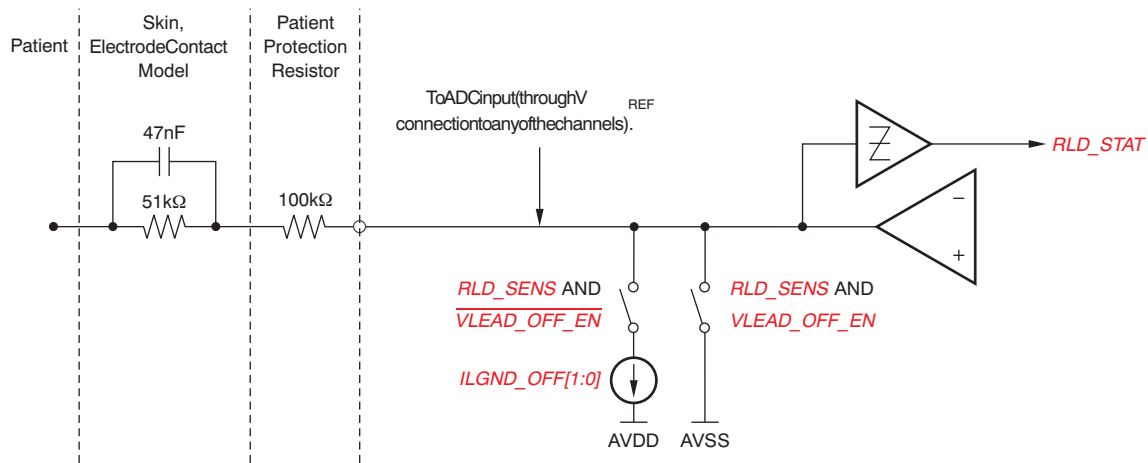 Patient
Skin,
ElectrodeContact
Model
Patient
Protection
Resistor
47nF
51kΩ
100kΩ
ToADCinput(throughV REF
connectiontoanyofthechannels).
RLD_STAT
−
+
RLD_SENS AND
VLEAD_OFF_EN
RLD_SENS AND
VLEAD_OFF_EN
ILGND_OFF[1:0]
AVDD
AVSS